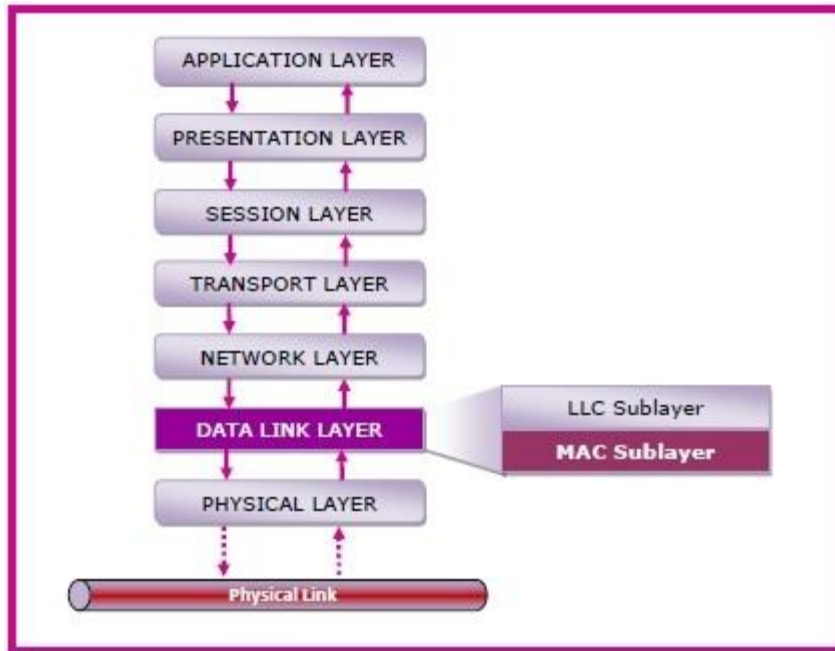 APPLICATION LAYER
PRESENTATION LAYER
SESSION LAYER
TRANSPORT LAYER
NETWORK LAYER
DATA LINK LAYER
LLC Sublayer
MAC Sublayer
PHYSICAL LAYER
Physical Link